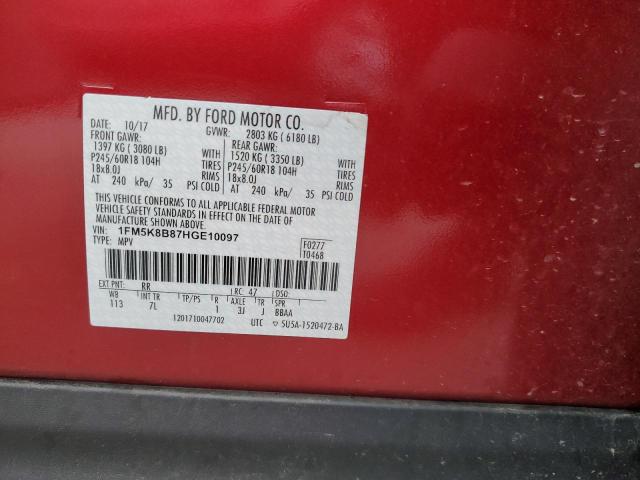 MFD. BY FORD MOTOR CO.
DATE: 10/17 GVWR: 2803 KG ( 6180 LB)
FRONT GAWR: REAR GAWR:
1397 KG ( 3080 LB) WITH 1520 KG ( 3350 LB) WITH
P245/60R18 104H TIRES P245/60R18 104H TIRES
18x8.0J RIMS 18x8.0J RIMS
AT 240 kPa/ 35 PSI COLD AT 240 kPa/ 35 PSI COLD
THIS VEHICLE CONFORMS TO ALL APPLICABLE FEDERAL MOTOR
VEHICLE SAFETY STANDARDS IN EFFECT ON THE DATE OF
MANUFACTURE SHOWN ABOVE.
VIN: 1FM5K8B87HGE10097
TYPE: MPV
F0277
T0468
EXT PNT: RR RC: 47 DSO:
WB INT TR TP/PS R AXLE TR SPR
113 7L 1 3J J BBAA
1201710047702 UTC 5U5A-1520472-BA